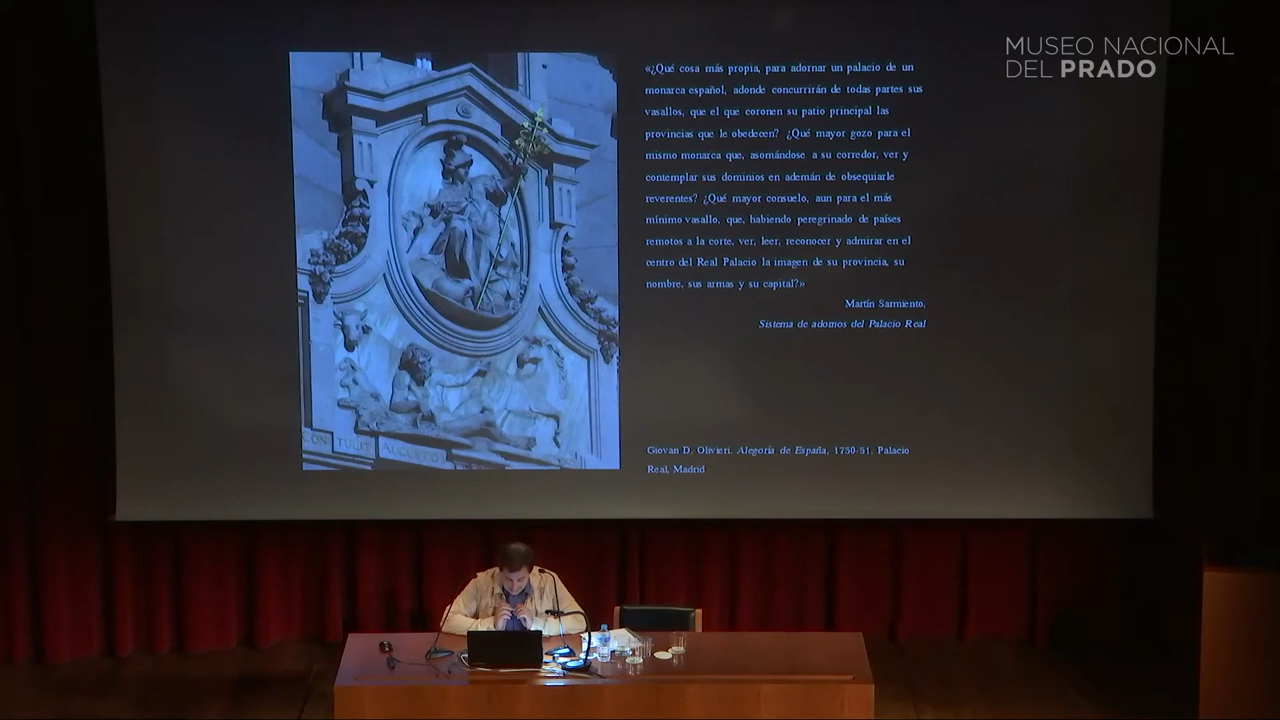 MUSEO NACIONAL
DEL PRADO
«¿Qué cosa más propia, para adornar un palacio de un
monarca español, adonde concurrirán de todas partes sus
vasallos, que el que coronen su patio principal las
provincias que le obedecen? ¿Qué mayor gozo para el
mismo monarca que, asomándose a su corredor, ver y
contemplar sus dominios en ademán de obsequiarle
reverentes? ¿Qué mayor consuelo, aun para el más
mínimo vasallo, que, habiendo peregrinado de países
remotos a la corte, ver, leer, reconocer y admirar en el
centro del Real Palacio la imagen de su provincia, su
nombre, sus armas y su capital?»
Martín Sarmiento,
Sistema de adornos del Palacio Real
CON TULIT AUGUSTO
Giovan D. Olivieri. Alegoría de España, 1750-51. Palacio
Real, Madrid